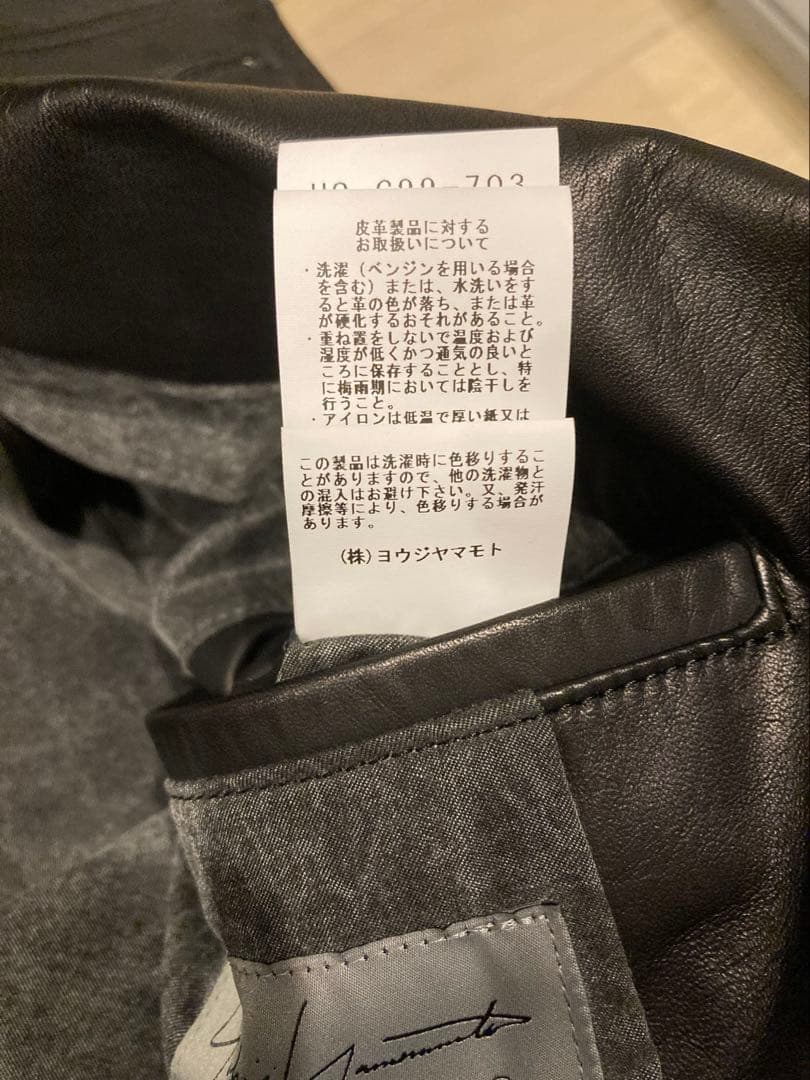 皮革製品に対する
お取扱いについて
・洗濯(ベンジンを用いる場合
を含む)または、水洗いをす
ると革の色が落ち、または革
が硬化するおそれがあること。
・重ね置をしないで温度および
湿度が低くかつ通気の良いと
ころに保存することとし、特
に梅雨期においては陰干しを
行うこと。
・アイロンは低温で厚い紙又は
この製品は洗濯時に色移りするこ
とがありますので、他の洗濯物と
の混入はお避け下さい。又、発汗
摩擦等により、色移りする場合が
あります。
(株)ヨウジヤマモト
Yohji Yamamoto